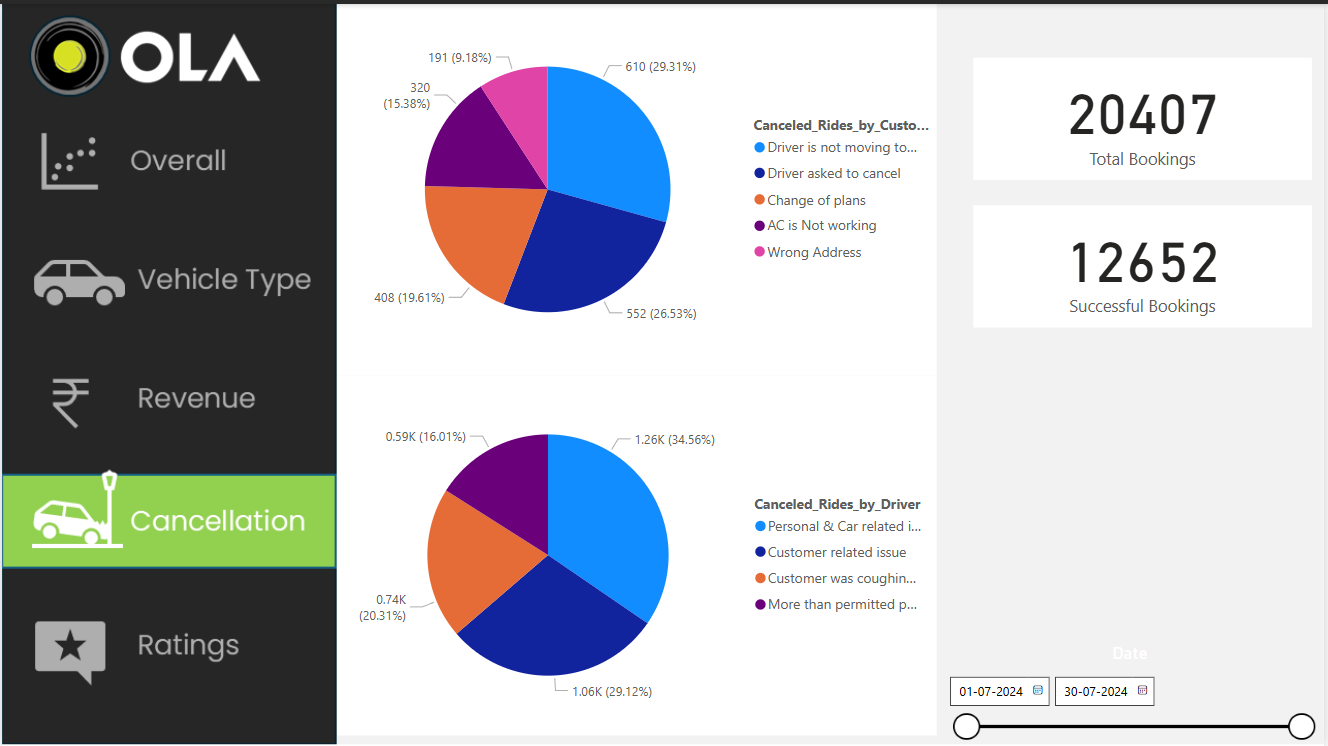 OLA
Overall
Vehicle Type
Revenue
Cancellation
Ratings
191 (9.18%)
610 (29.31%)
320
(15.38%)
408 (19.61%)
552 (26.53%)
Canceled_Rides_by_Custo...
Driver is not moving to...
Driver asked to cancel
Change of plans
AC is Not working
Wrong Address
0.59K (16.01%)
1.26K (34.56%)
0.74K
(20.31%)
1.06K (29.12%)
Canceled_Rides_by_Driver
Personal & Car related i...
Customer related issue
Customer was coughin...
More than permitted p...
20407
Total Bookings
12652
Successful Bookings
Date
01-07-2024
30-07-2024